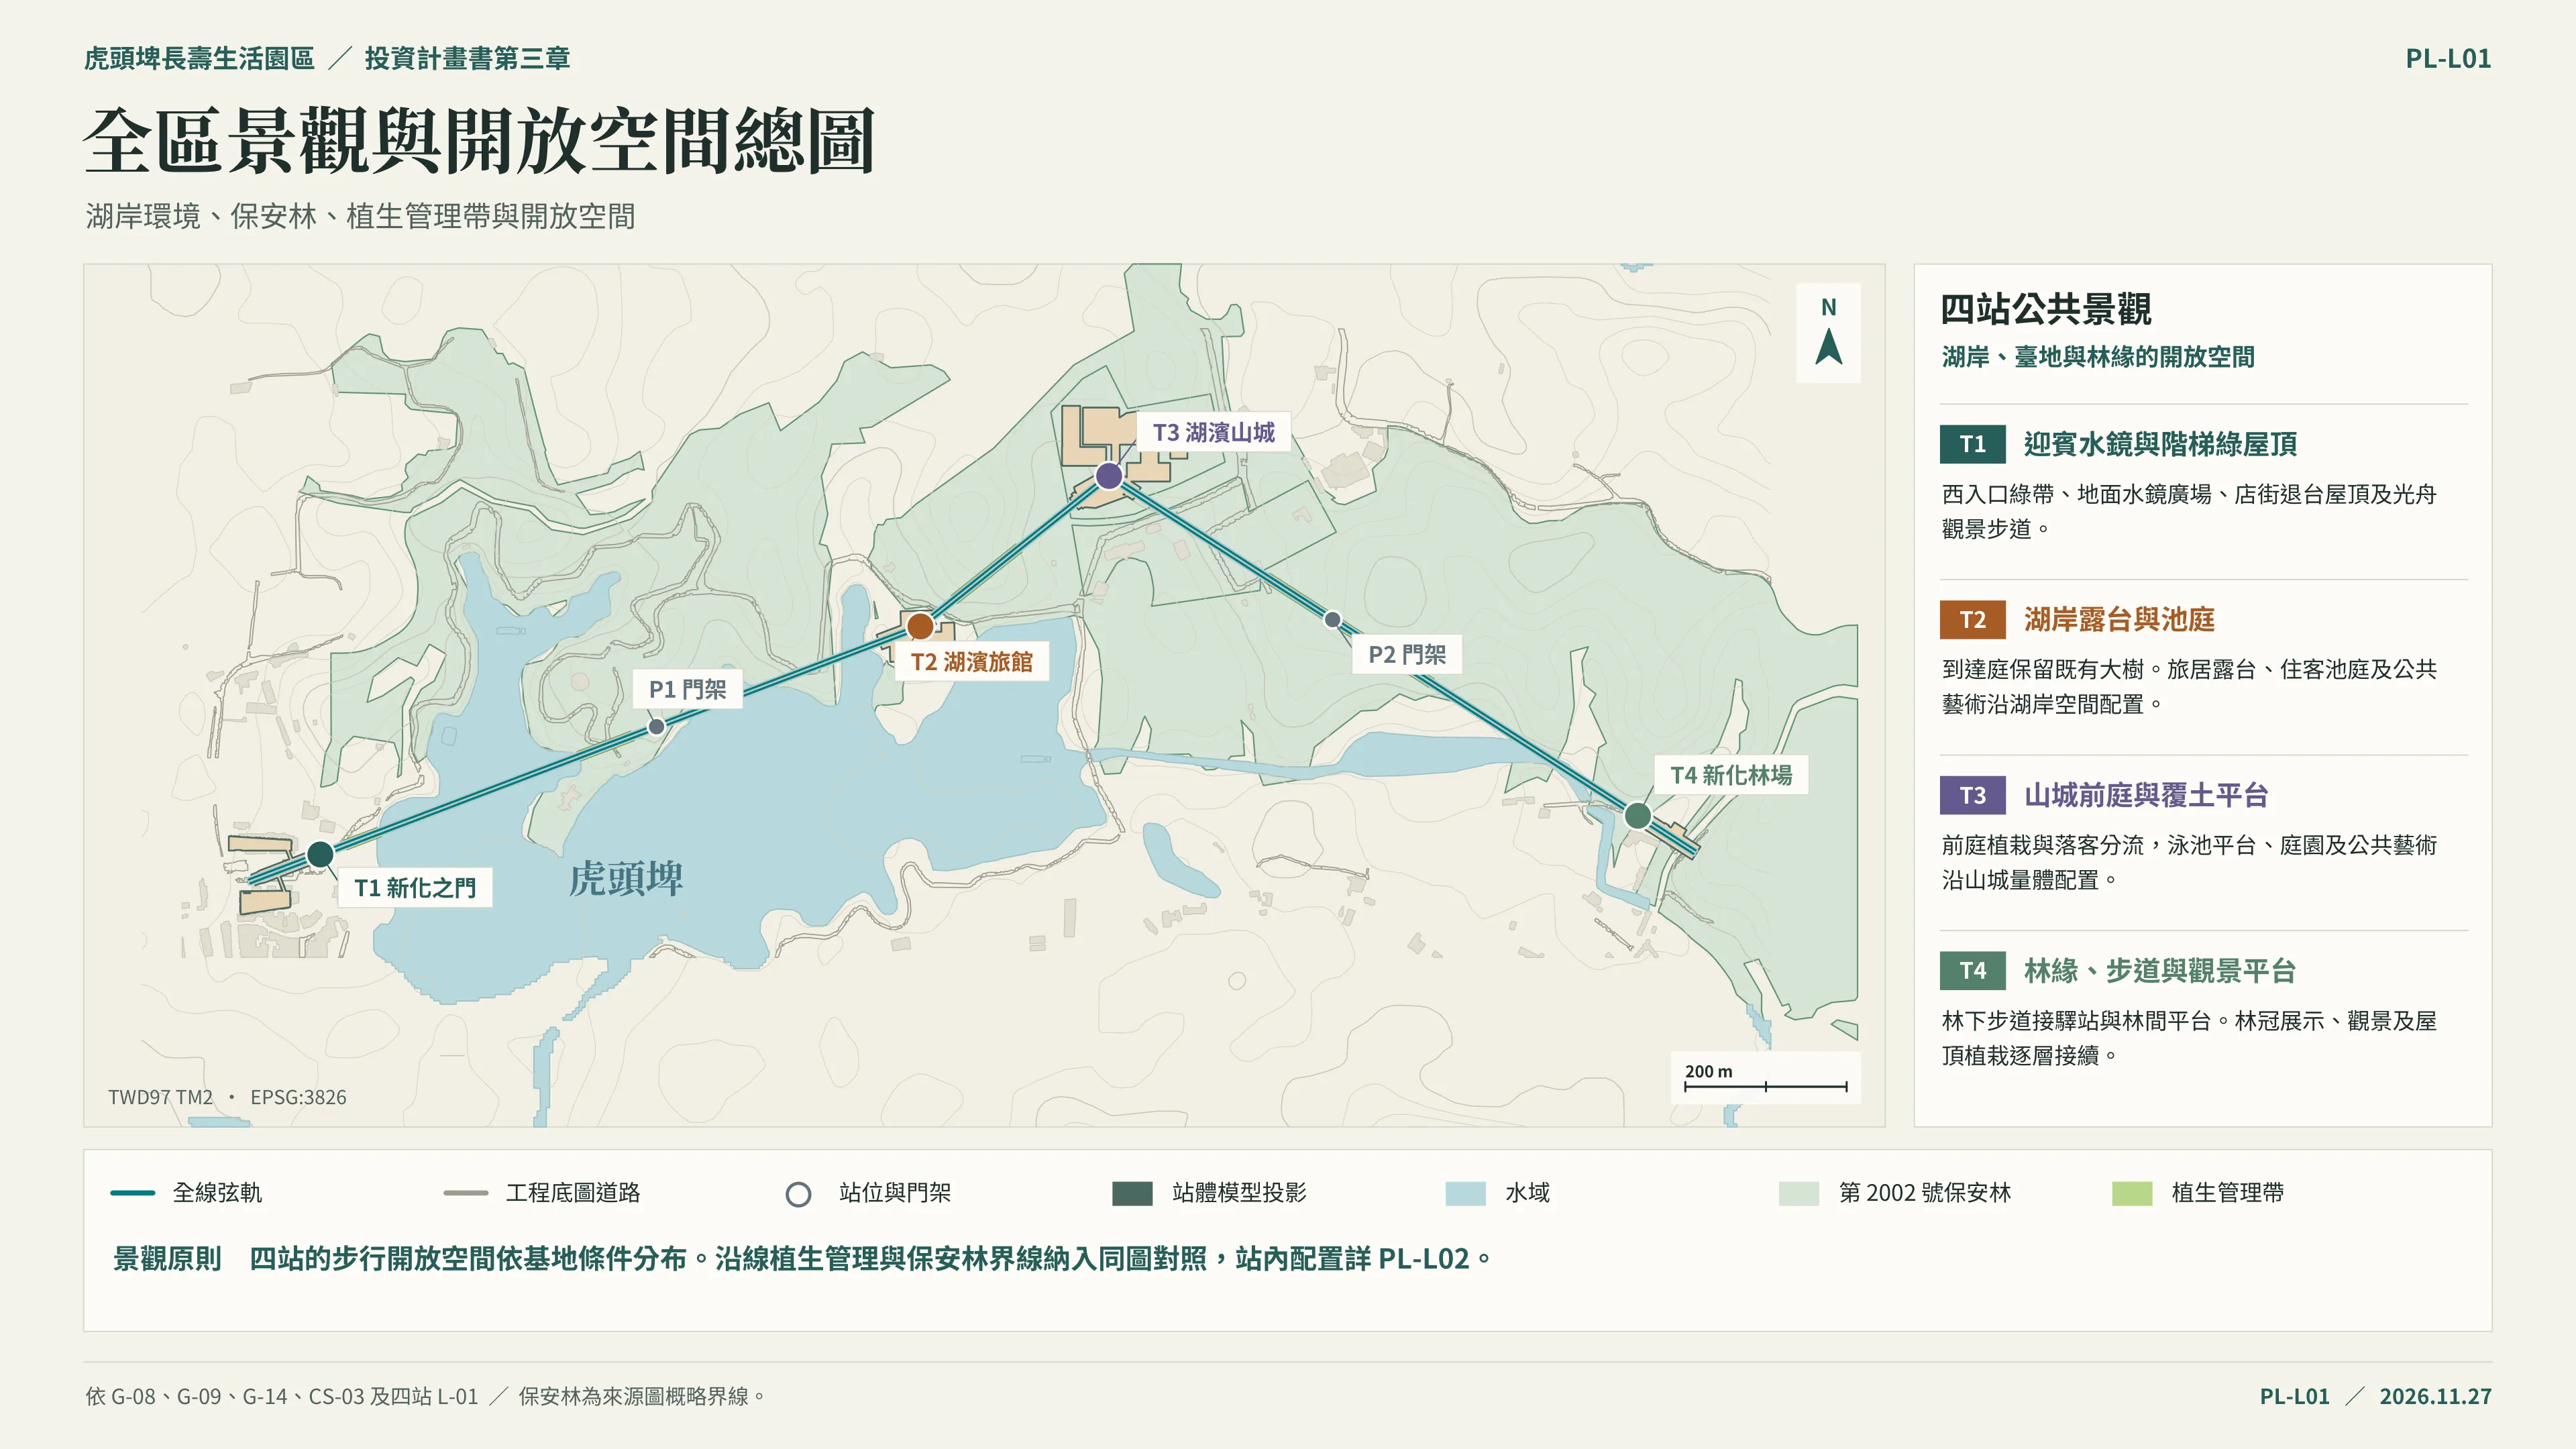 虎頭埤長壽生活園區 ／ 投資計畫書第三章
PL-L01
全區景觀與開放空間總圖
湖岸環境、保安林、植生管理帶與開放空間
N
T3 湖濱山城
T2 湖濱旅館
P1 門架
P2 門架
T4 新化林場
T1 新化之門
虎頭埤
200 m
TWD97 TM2 • EPSG:3826
四站公共景觀
湖岸、臺地與林緣的開放空間
T1 迎賓水鏡與階梯綠屋頂
西入口綠帶、地面水鏡廣場、店街退台屋頂及光舟
觀景步道。
T2 湖岸露台與池庭
到達庭保留既有大樹。旅居露台、住客池庭及公共
藝術沿湖岸空間配置。
T3 山城前庭與覆土平台
前庭植栽與落客分流，泳池平台、庭園及公共藝術
沿山城量體配置。
T4 林緣、步道與觀景平台
林下步道接驛站與林間平台。林冠展示、觀景及屋
頂植栽逐層接續。
全線弦軌
工程底圖道路
站位與門架
站體模型投影
水域
第 2002 號保安林
植生管理帶
景觀原則 四站的步行開放空間依基地條件分布。沿線植生管理與保安林界線納入同圖對照，站內配置詳 PL-L02。
依 G-08、G-09、G-14、CS-03 及四站 L-01 ／ 保安林為來源圖概略界線。
PL-L01 ／ 2026.11.27